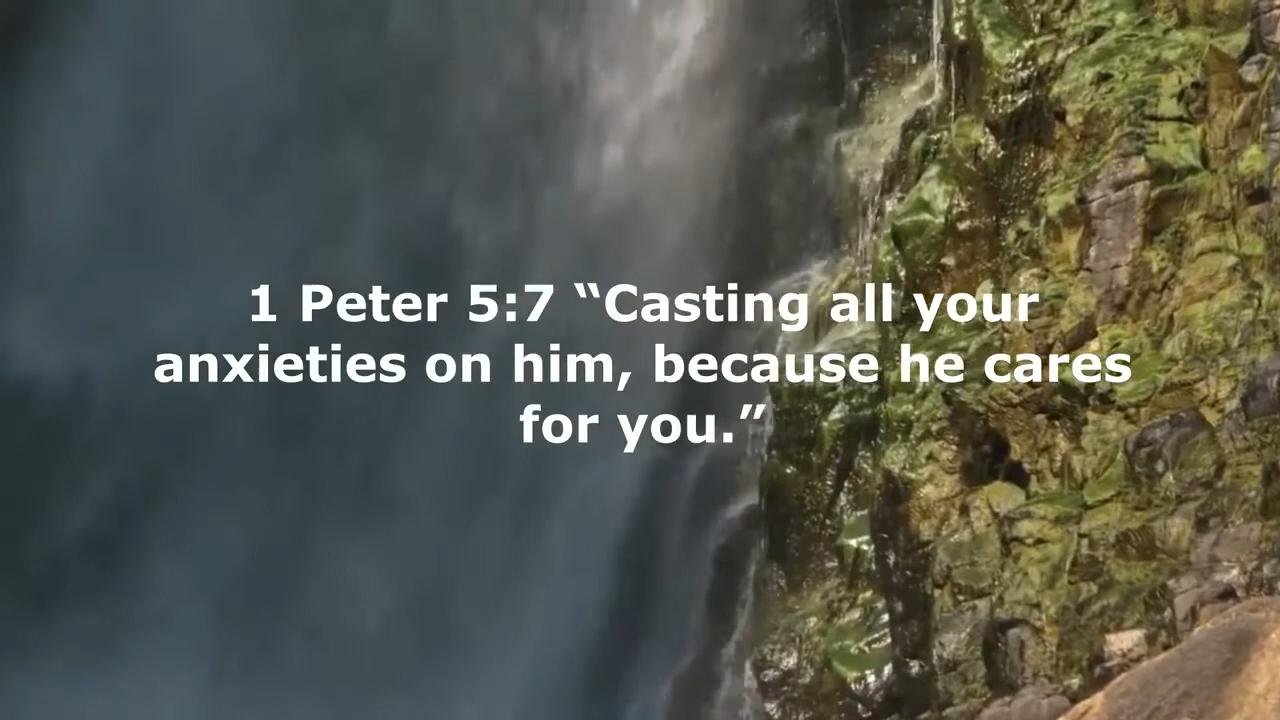 1 Peter 5:7 “Casting all your
anxieties on him, because he cares
for you.”